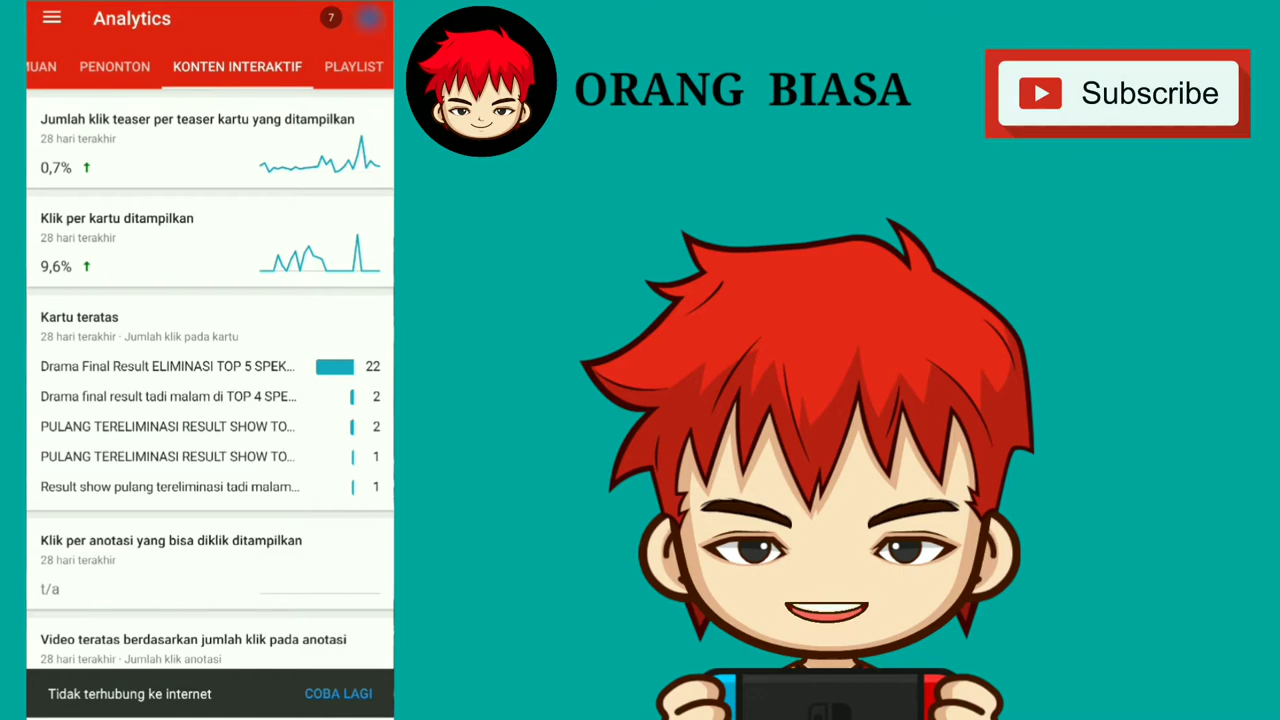 Analytics
7
MUAN PENONTON KONTEN INTERAKTIF PLAYLIST
Jumlah klik teaser per teaser kartu yang ditampilkan
28 hari terakhir
0,7%
Klik per kartu ditampilkan
28 hari terakhir
9,6%
Kartu teratas
28 hari terakhir · Jumlah klik pada kartu
Drama Final Result ELIMINASI TOP 5 SPEK... 22
Drama final result tadi malam di TOP 4 SPE... 2
PULANG TERELIMINASI RESULT SHOW TO... 2
PULANG TERELIMINASI RESULT SHOW TO... 1
Result show pulang tereliminasi tadi malam... 1
Klik per anotasi yang bisa diklik ditampilkan
28 hari terakhir
t/a
Video teratas berdasarkan jumlah klik pada anotasi
28 hari terakhir · Jumlah klik anotasi
Tidak terhubung ke internet COBA LAGI
ORANG BIASA
Subscribe